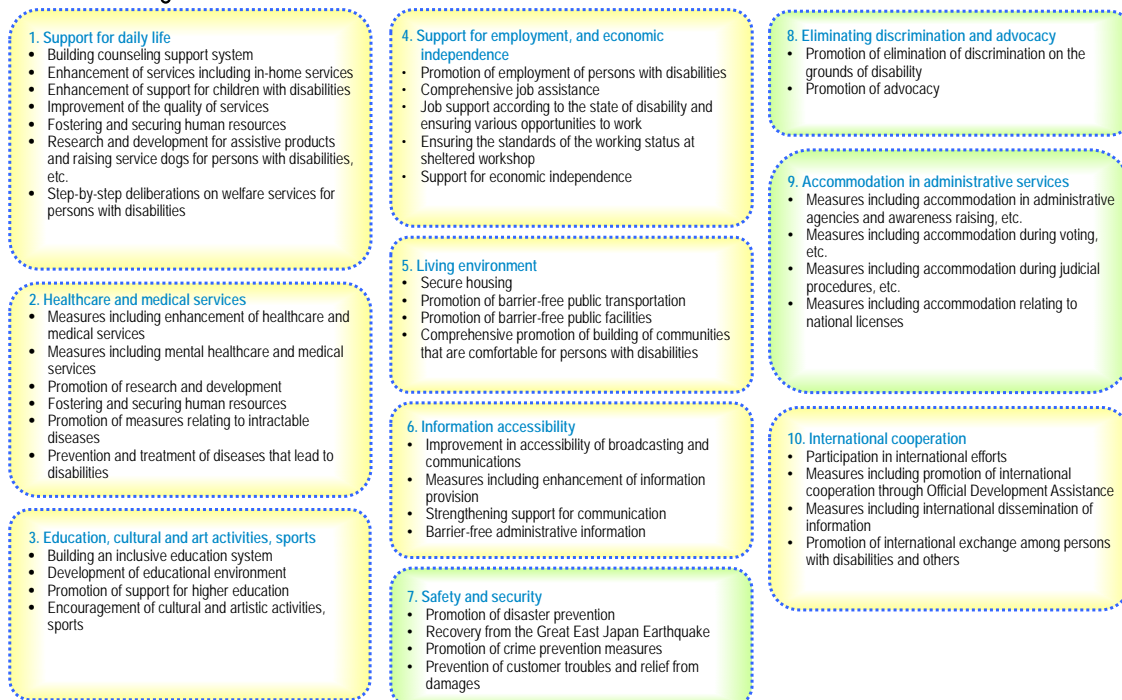 1. Support for daily life
• Building counseling support system
• Enhancement of services including in-home services
• Enhancement of support for children with disabilities
• Improvement of the quality of services
• Fostering and securing human resources
• Research and development for assistive products
and raising service dogs for persons with disabilities,
etc.
• Step-by-step deliberations on welfare services for
persons with disabilities
2. Healthcare and medical services
• Measures including enhancement of healthcare and
medical services
• Measures including mental healthcare and medical
services
• Promotion of research and development
• Fostering and securing human resources
• Promotion of measures relating to intractable
diseases
• Prevention and treatment of diseases that lead to
disabilities
3. Education, cultural and art activities, sports
• Building an inclusive education system
• Development of educational environment
• Promotion of support for higher education
• Encouragement of cultural and artistic activities,
sports
4. Support for employment, and economic
independence
• Promotion of employment of persons with disabilities
• Comprehensive job assistance
• Job support according to the state of disability and
ensuring various opportunities to work
• Ensuring the standards of the working status at
sheltered workshop
• Support for economic independence
5. Living environment
• Secure housing
• Promotion of barrier-free public transportation
• Promotion of barrier-free public facilities
• Comprehensive promotion of building of communities
that are comfortable for persons with disabilities
6. Information accessibility
• Improvement in accessibility of broadcasting and
communications
• Measures including enhancement of information
provision
• Strengthening support for communication
• Barrier-free administrative information
7. Safety and security
• Promotion of disaster prevention
• Recovery from the Great East Japan Earthquake
• Promotion of crime prevention measures
• Prevention of customer troubles and relief from
damages
8. Eliminating discrimination and advocacy
• Promotion of elimination of discrimination on the
grounds of disability
• Promotion of advocacy
9. Accommodation in administrative services
• Measures including accommodation in administrative
agencies and awareness raising, etc.
• Measures including accommodation during voting,
etc.
• Measures including accommodation during judicial
procedures, etc.
• Measures including accommodation relating to
national licenses
10. International cooperation
• Participation in international efforts
• Measures including promotion of international
cooperation through Official Development Assistance
• Measures including international dissemination of
information
• Promotion of international exchange among persons
with disabilities and others